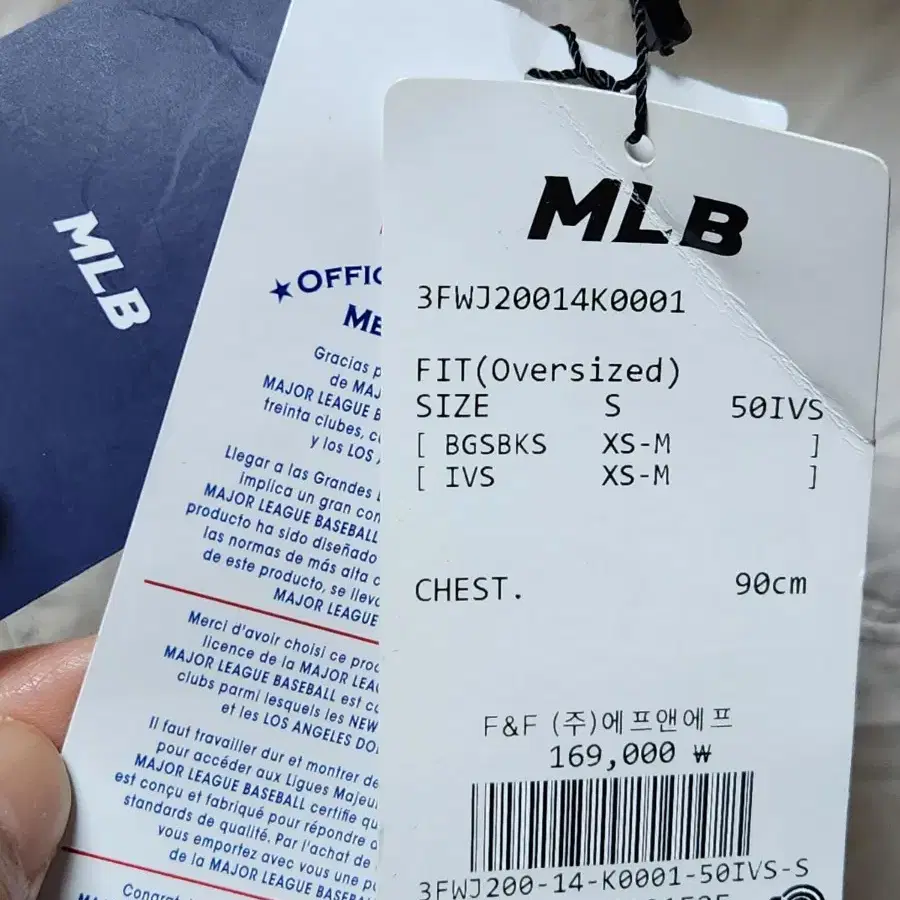 MLB
★OFFIC
ME
Gracias p
de MAJ
MAJOR LEAGUE B
treinta clubes, c
y los LOS
Llegar a las Grandes
implica un gran con
MAJOR LEAGUE BASEBALL
producto ha sido diseñado
las normas de más alta c
de este producto, se lleva
MAJOR LEAGUE
Merci d'avoir choisi ce prod
licence de la MAJOR LEA
MAJOR LEAGUE BASEBALL est co
clubs parmi lesquels les NEW
et les LOS ANGELES DO
Il faut travailler dur et montrer de
pour accéder aux Ligues Majeu
MAJOR LEAGUE BASEBALL certifie qu
est conçu et fabriqué pour répondre a
standards de qualité. Par l'achat de
vous emportez avec vous une pa
de la MAJOR LEAGUE BASEBA
Congrat
MLB
3FWJ20014K0001
FIT(Oversized)
SIZE S 50IVS
[ BGSBKS XS-M ]
[ IVS XS-M ]
CHEST. 90cm
F&F (주)에프앤에프
169,000 ₩
3FWJ200-14-K0001-50IVS-S